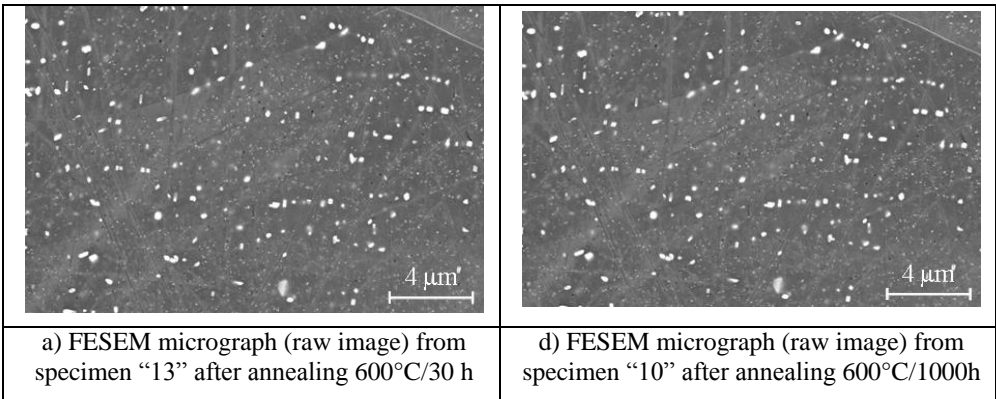 4 µm
4 µm
a) FESEM micrograph (raw image) from
specimen “13” after annealing 600°C/30 h
d) FESEM micrograph (raw image) from
specimen “10” after annealing 600°C/1000h